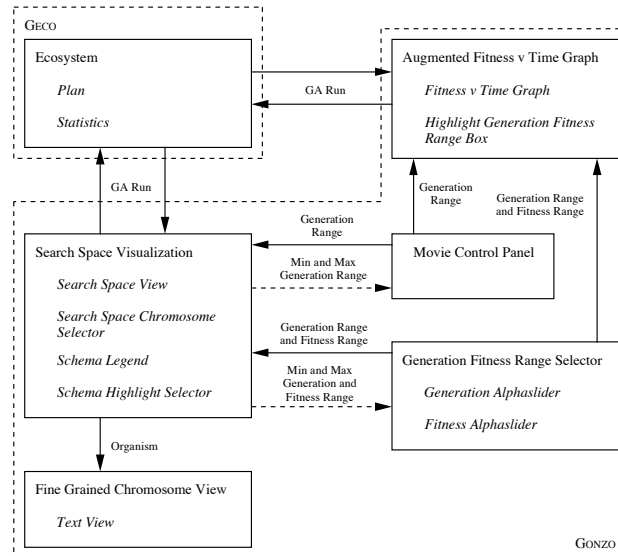 GECO
Ecosystem
Plan
Statistics
GA Run
Augmented Fitness v Time Graph
Fitness v Time Graph
Highlight Generation Fitness
Range Box
GA Run
Generation
Range
Generation Range
and Fitness Range
Search Space Visualization
Search Space View
Search Space Chromosome
Selector
Schema Legend
Schema Highlight Selector
Generation
Range
Min and Max
Generation Range
Movie Control Panel
Generation Range
and Fitness Range
Min and Max
Generation and
Fitness Range
Generation Fitness Range Selector
Generation Alphaslider
Fitness Alphaslider
Organism
Fine Grained Chromosome View
Text View
GONZO